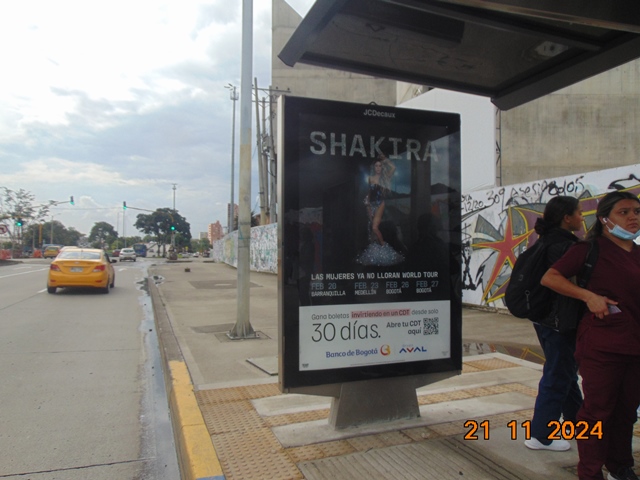 JCDecaux
SHAKIRA
LAS MUJERES YA NO LLORAN WORLD TOUR
FEB 20 FEB 23 FEB 26 FEB 27
BARRANQUILLA MEDELLÍN BOGOTÁ BOGOTÁ
Gana boletas invirtiendo en un CDT desde solo
30 días.
Abre tu CDT
aquí
Banco de Bogotá
AVAL
21 11 2024